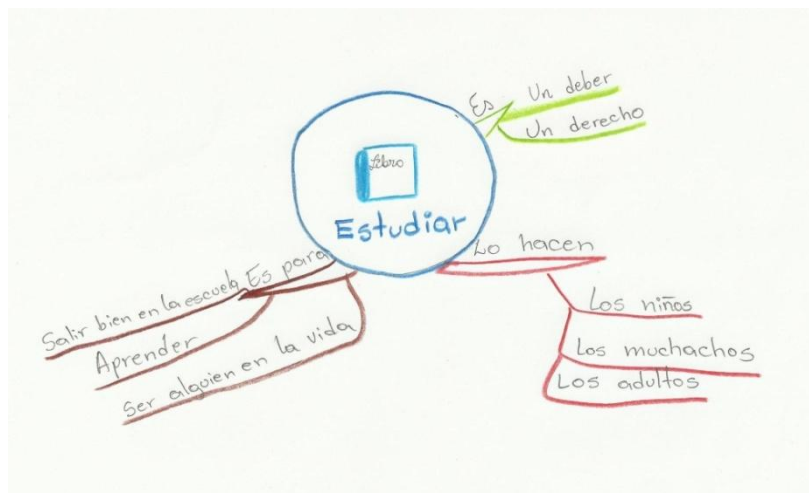 Libro
Estudiar
Es
Un deber
Un derecho
Lo hacen
Los niños
Los muchachos
Los adultos
Es para
Salir bien en la escuela
Aprender
Ser alguien en la vida